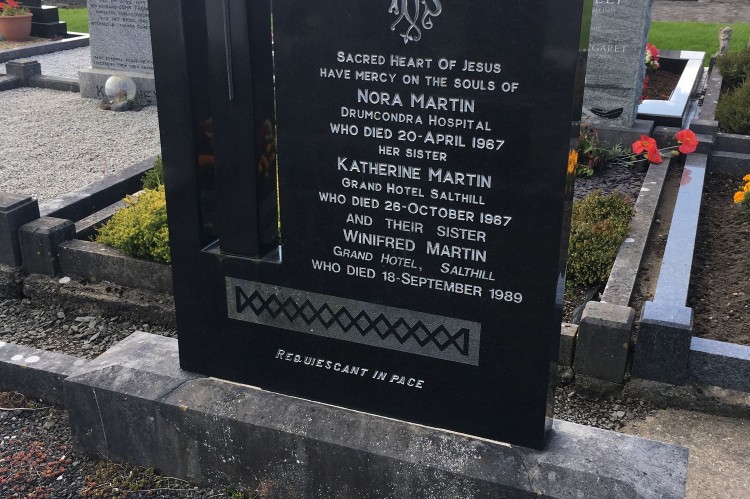 Sacred Heart of Jesus
have mercy on the souls of
Nora Martin
Drumcondra Hospital
who died 20-April 1967
her sister
Katherine Martin
Grand Hotel Salthill
who died 26-October 1967
and their sister
Winifred Martin
Grand Hotel, Salthill
who died 18-September 1989
Requiescant in pace